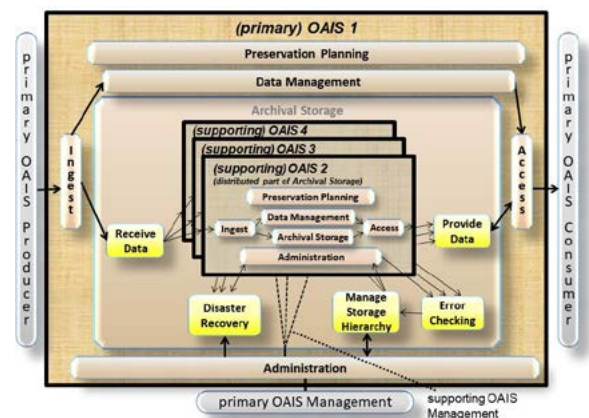 (primary) OAIS 1
Preservation Planning
Data Management
Archival Storage
(supporting) OAIS 4
(supporting) OAIS 3
(supporting) OAIS 2
(distributed part of Archival Storage)
Preservation Planning
Data Management
Ingest
Access
Archival Storage
Administration
primary OAIS Producer
Ingest
Receive
Data
Provide
Data
Access
primary OAIS Consumer
Disaster
Recovery
Manage
Storage
Hierarchy
Error
Checking
Administration
primary OAIS Management
supporting OAIS
Management